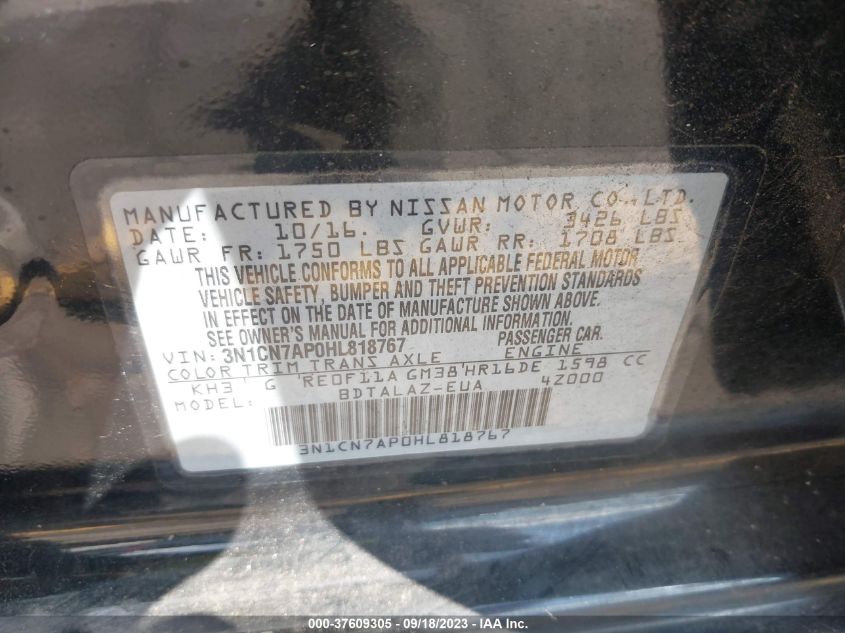 MANUFACTURED BY NISSAN MOTOR CO., LTD.
DATE: 10/16 GVWR: 3426 LBS
GAWR FR: 1750 LBS GAWR RR: 1708 LBS
THIS VEHICLE CONFORMS TO ALL APPLICABLE FEDERAL MOTOR
VEHICLE SAFETY, BUMPER AND THEFT PREVENTION STANDARDS
IN EFFECT ON THE DATE OF MANUFACTURE SHOWN ABOVE.
SEE OWNER'S MANUAL FOR ADDITIONAL INFORMATION.
VIN: 3N1CN7AP0HL818767 PASSENGER CAR.
COLOR TRIM TRANS AXLE ENGINE
KH3 G RE0F11A GM38 HR16DE 1598 CC
MODEL: BDTALAZ-EUA 4Z000
3N1CN7AP0HL818767
000-37609305 - 09/18/2023 - IAA Inc.